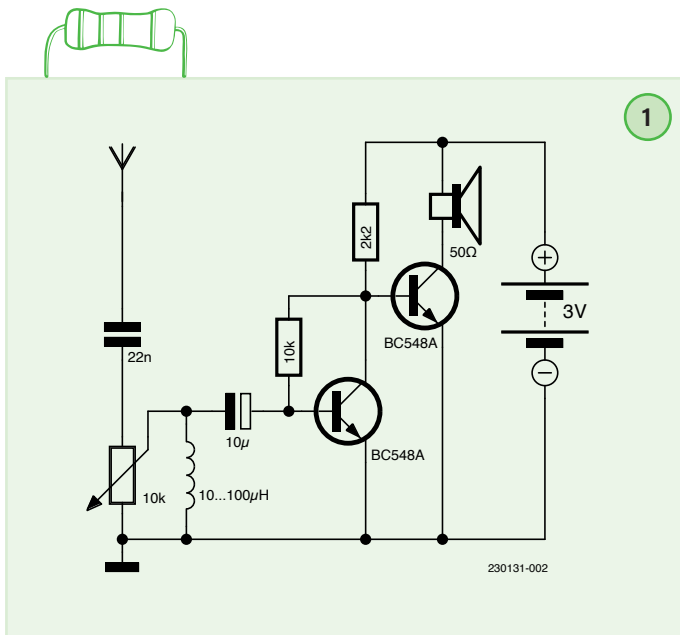 1
2k2
50Ω
+
3V
22n
10k
BC548A
−
10µ
BC548A
10k
10...100µH
230131-002